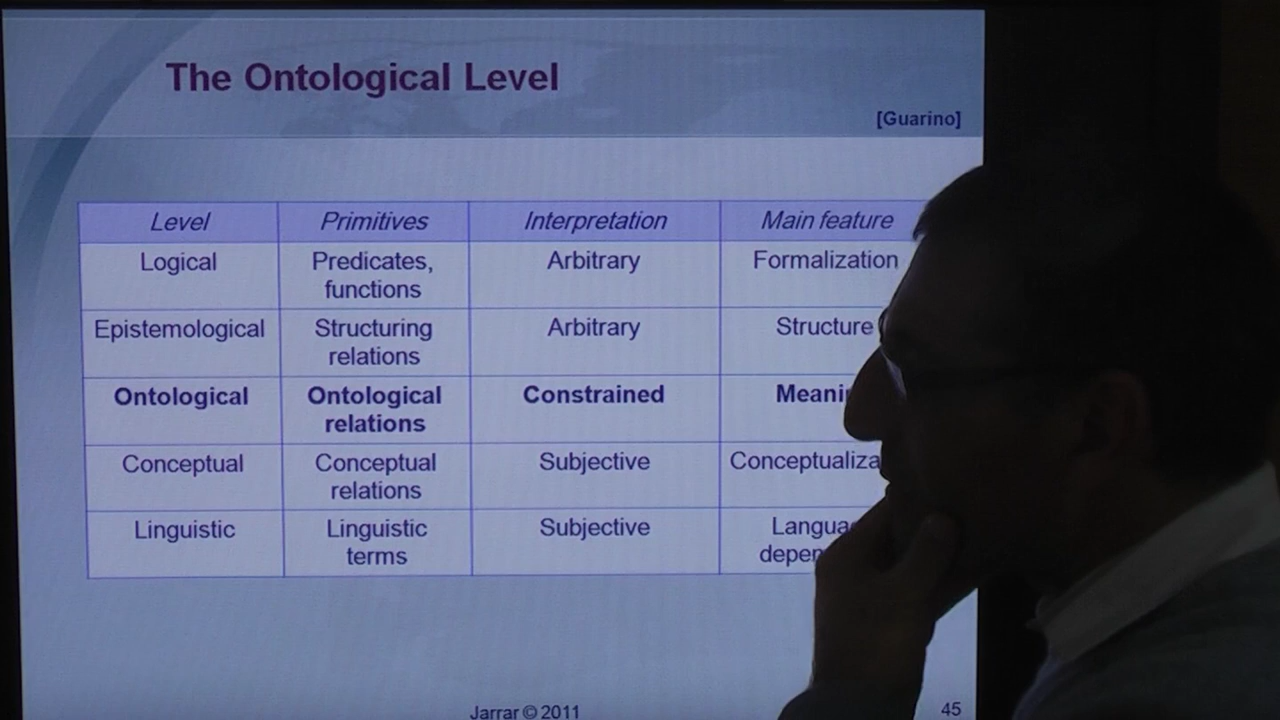 The Ontological Level
[Guarino]
Level Primitives Interpretation Main feature
Logical Predicates, functions Arbitrary Formalization
Epistemological Structuring relations Arbitrary Structure
Ontological Ontological relations Constrained
Conceptual Conceptual relations Subjective
Linguistic Linguistic terms Subjective
Jarrar © 2011
45